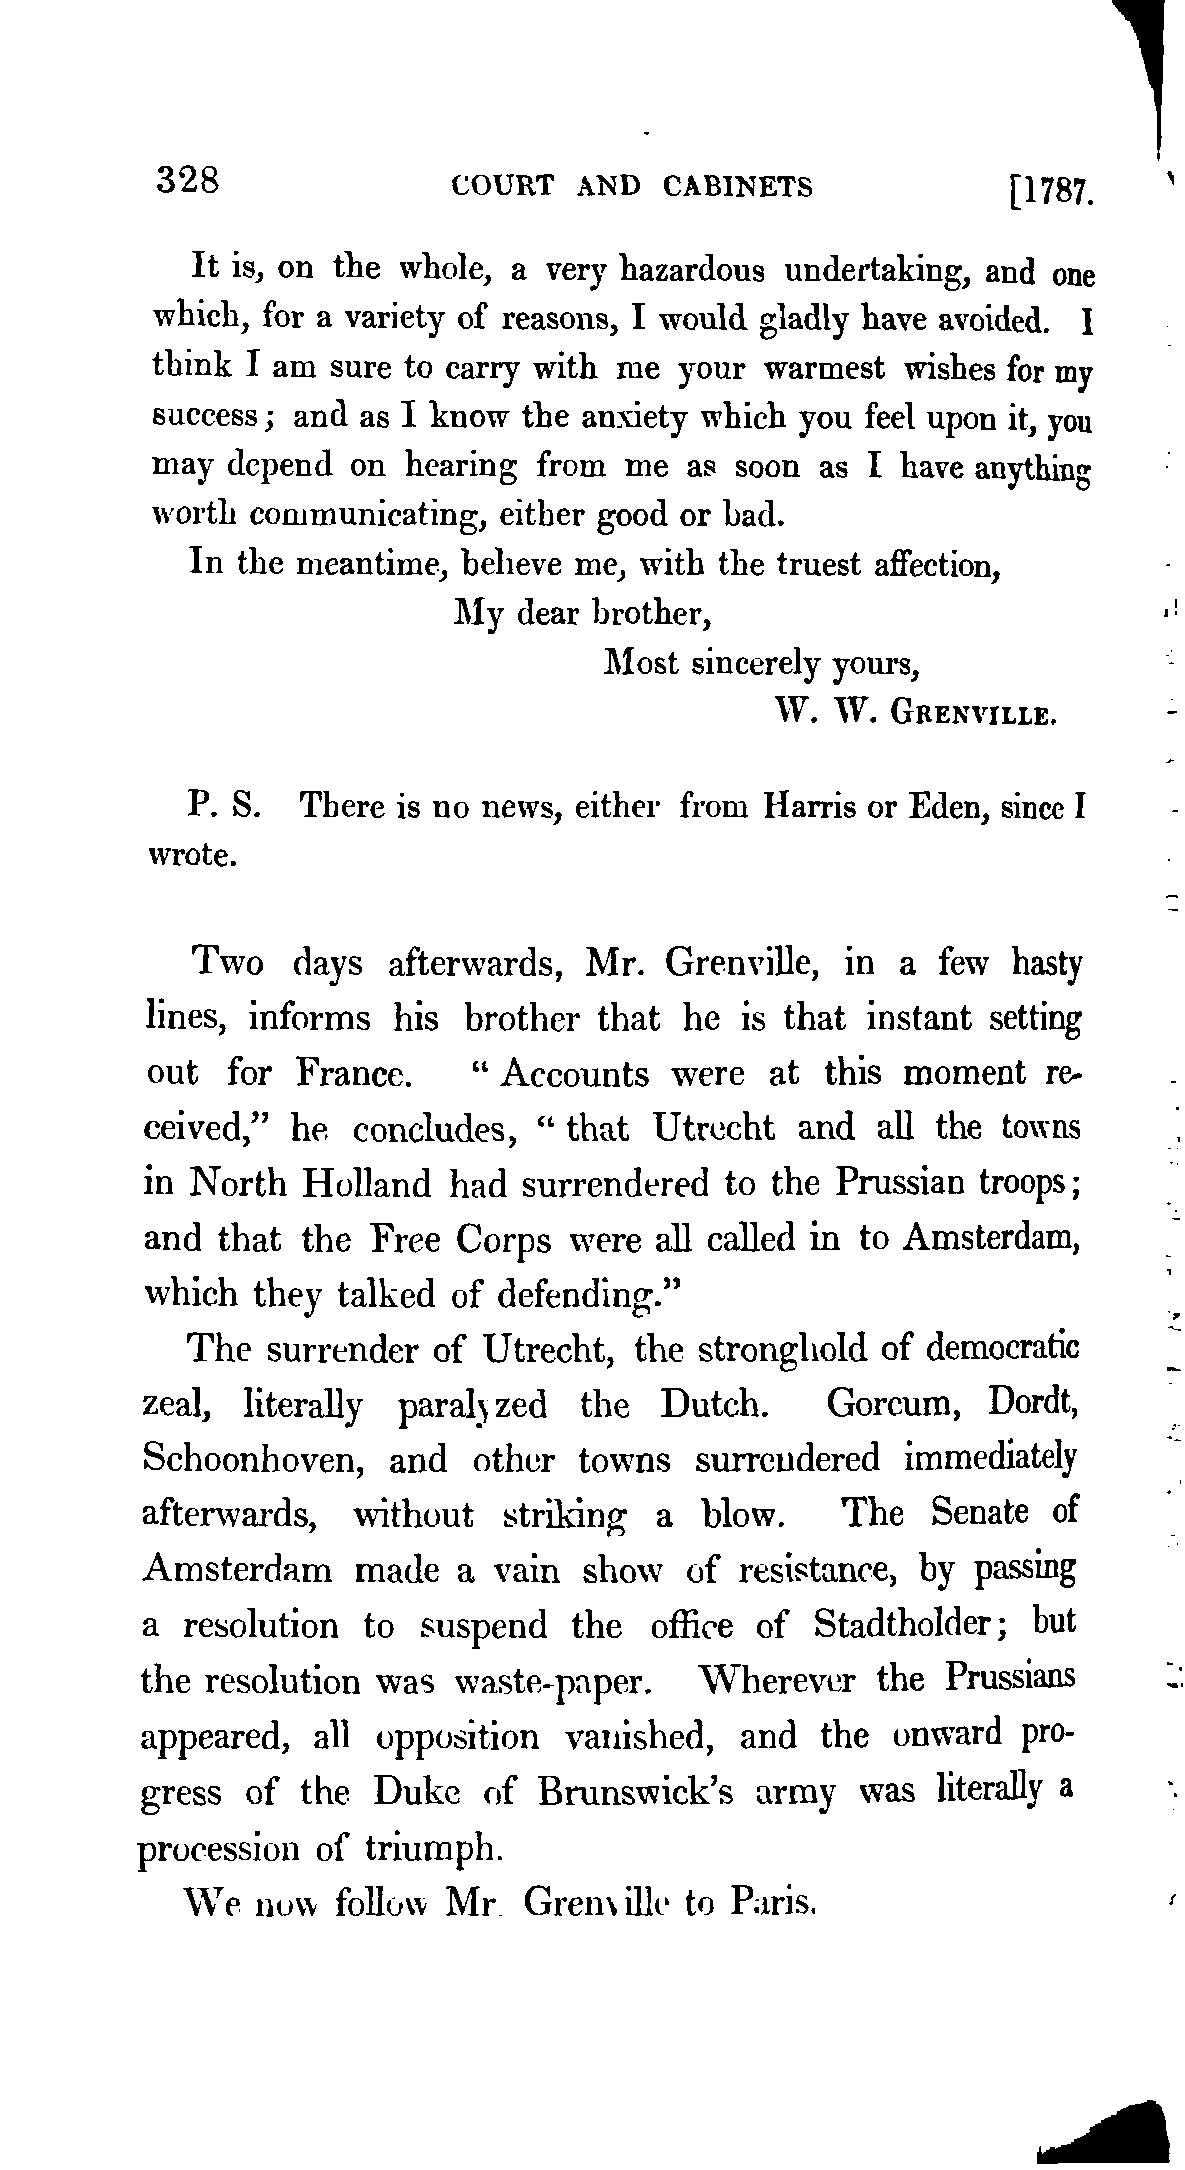 328 COURT AND CABINETS [1787.
It is, on the whole, a very hazardous undertaking, and one
which, for a variety of reasons, I would gladly have avoided. I
think I am sure to carry with me your warmest wishes for my
success; and as I know the anxiety which you feel upon it, you
may depend on hearing from me as soon as I have anything
worth communicating, either good or bad.
In the meantime, believe me, with the truest affection,
My dear brother,
Most sincerely yours,
W. W. GRENVILLE.
P. S. There is no news, either from Harris or Eden, since I
wrote.
Two days afterwards, Mr. Grenville, in a few hasty
lines, informs his brother that he is that instant setting
out for France. “ Accounts were at this moment re-
ceived,” he concludes, “ that Utrecht and all the towns
in North Holland had surrendered to the Prussian troops;
and that the Free Corps were all called in to Amsterdam,
which they talked of defending.”
The surrender of Utrecht, the stronghold of democratic
zeal, literally paralyzed the Dutch. Gorcum, Dordt,
Schoonhoven, and other towns surrendered immediately
afterwards, without striking a blow. The Senate of
Amsterdam made a vain show of resistance, by passing
a resolution to suspend the office of Stadtholder; but
the resolution was waste-paper. Wherever the Prussians
appeared, all opposition vanished, and the onward pro-
gress of the Duke of Brunswick's army was literally a
procession of triumph.
We now follow Mr. Grenville to Paris.